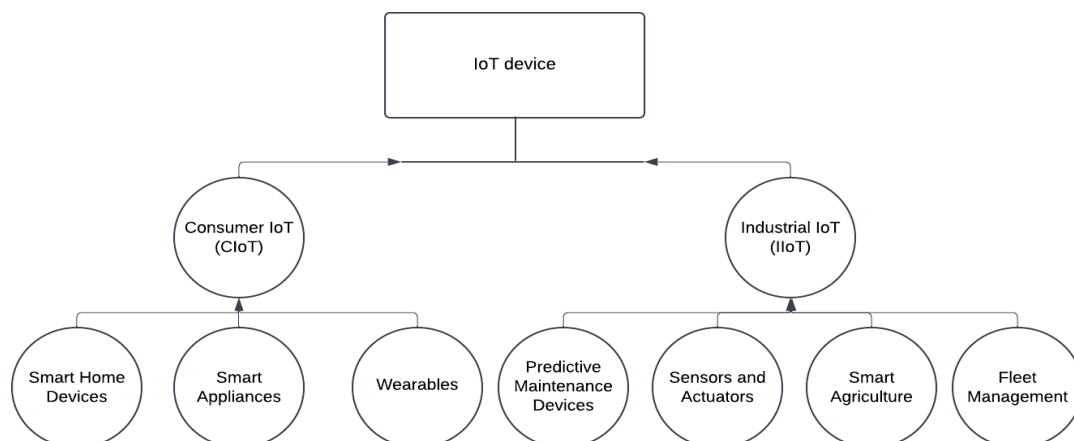 IoT device
Consumer IoT
(CIoT)
Industrial IoT
(IIoT)
Smart Home
Devices
Smart
Appliances
Wearables
Predictive
Maintenance
Devices
Sensors and
Actuators
Smart
Agriculture
Fleet
Management